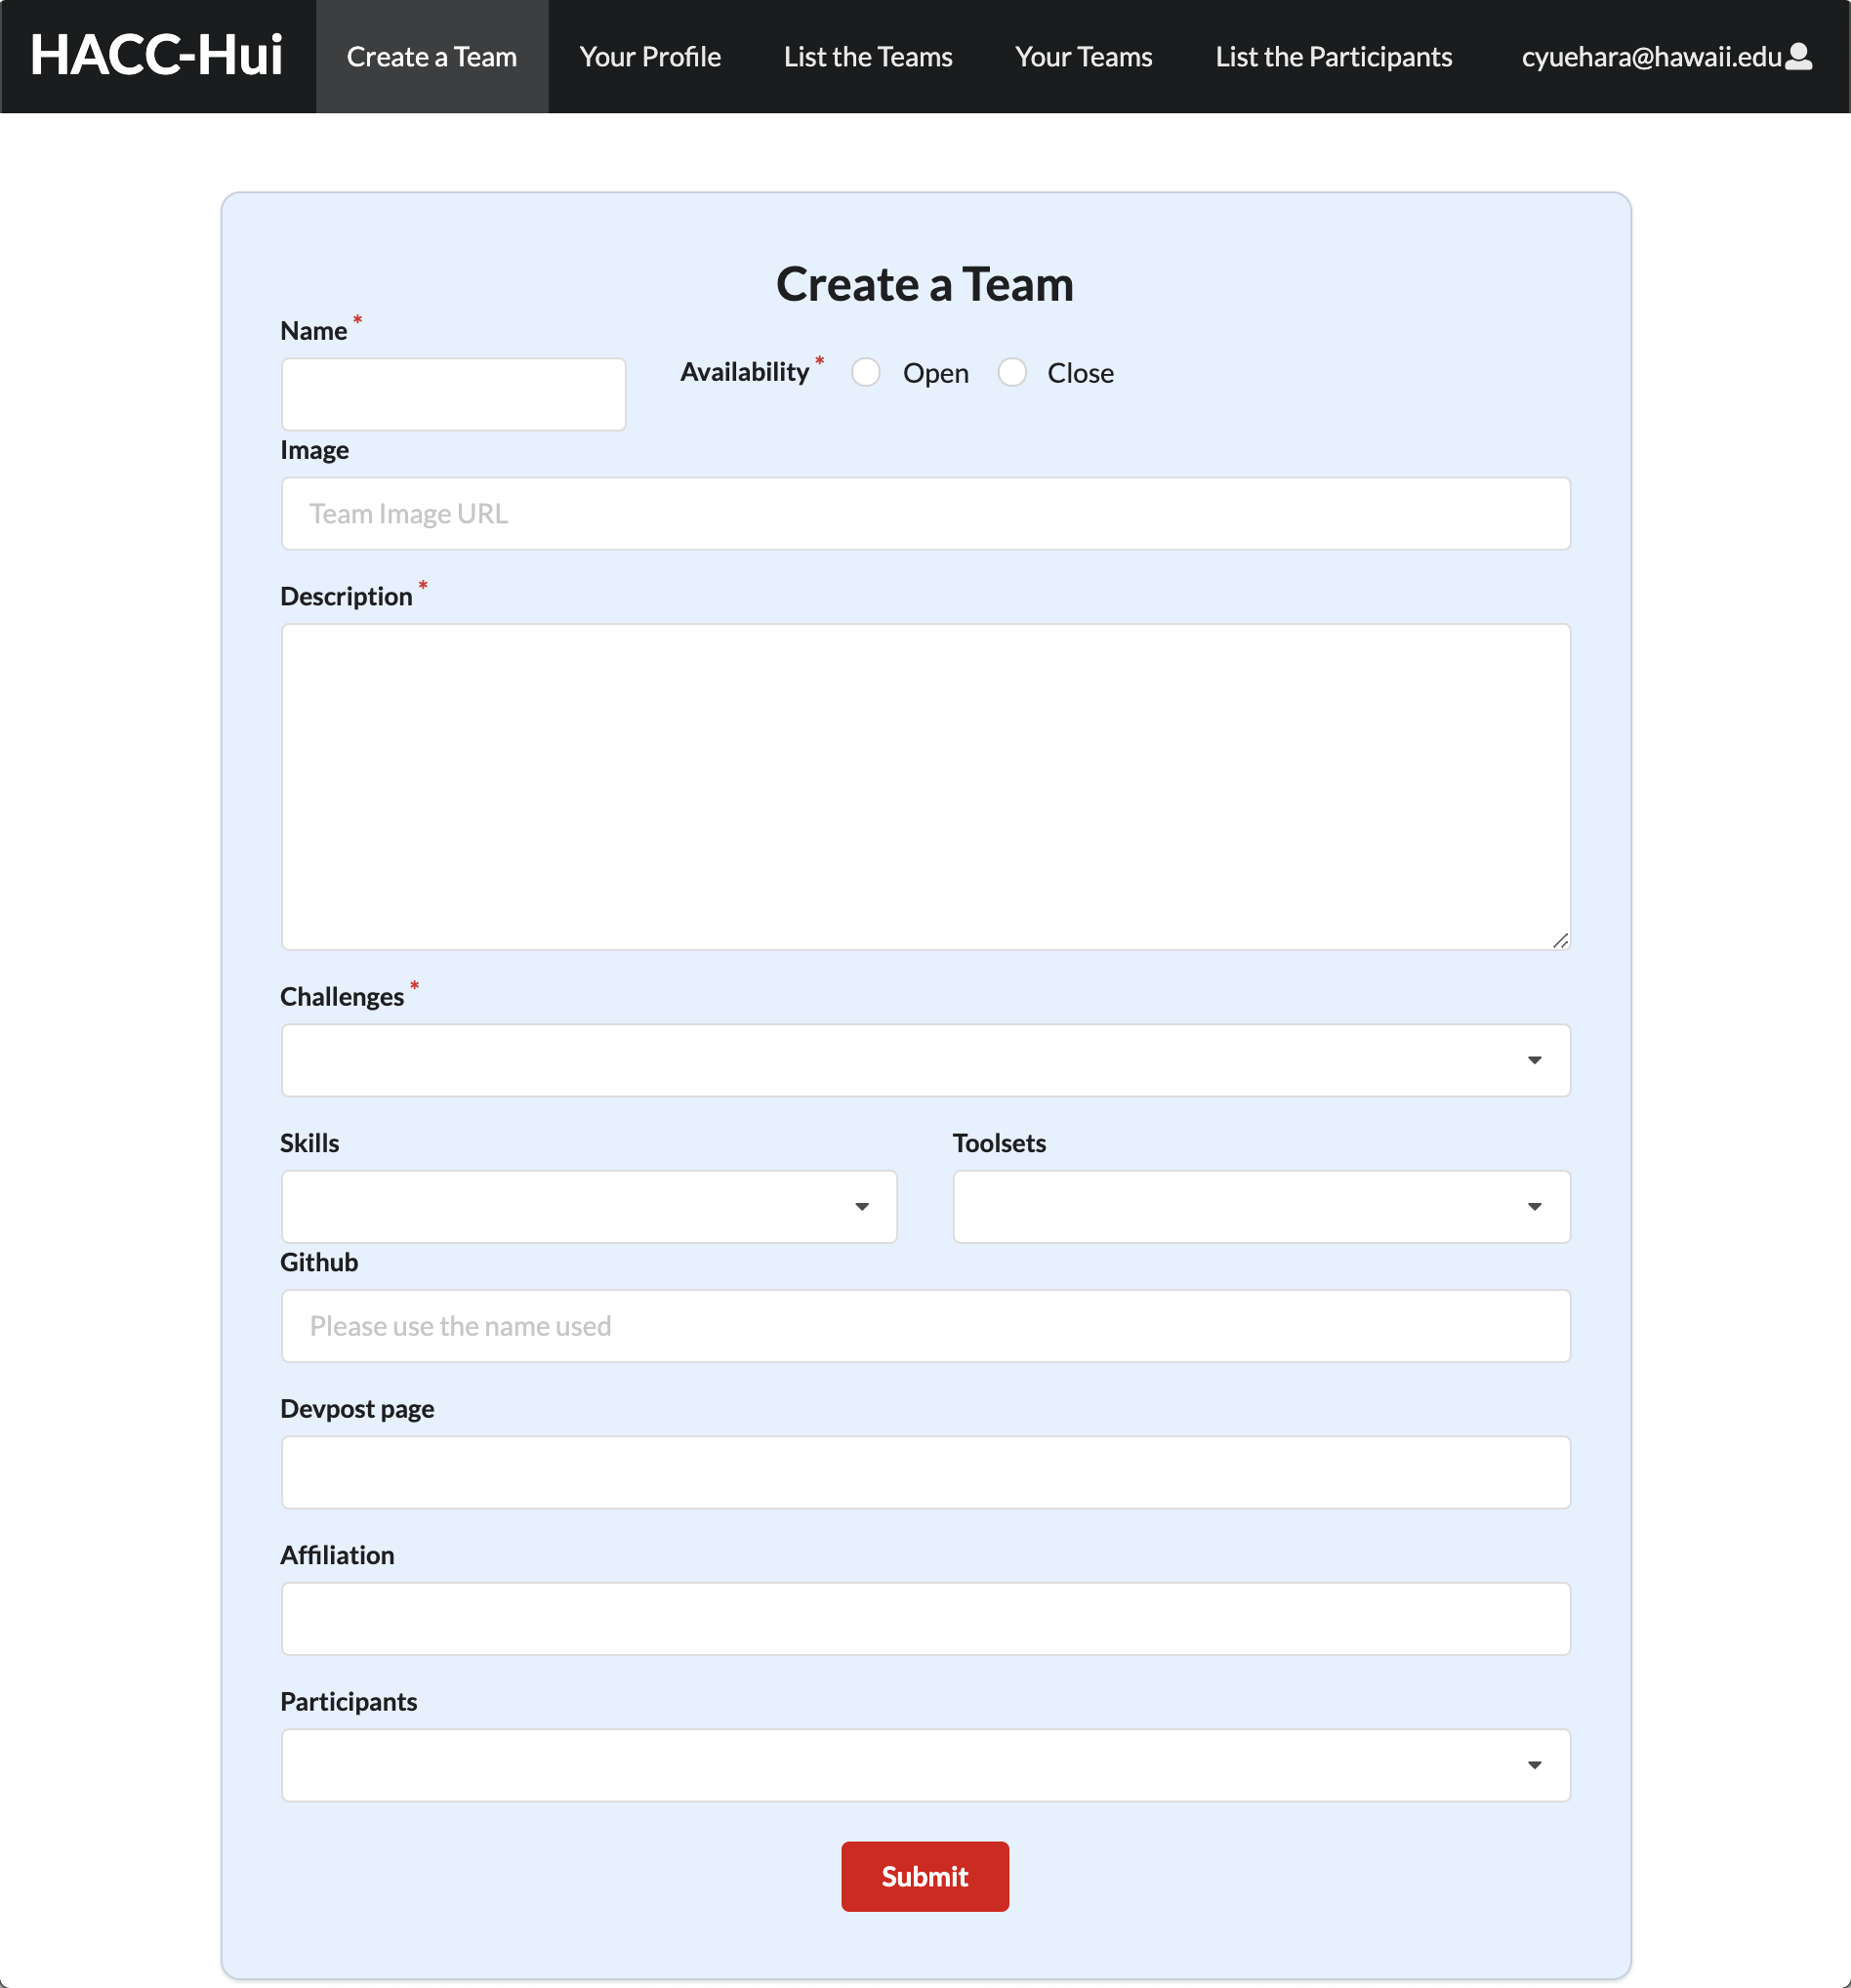 HACC-Hui Create a Team Your Profile List the Teams Your Teams List the Participants cyuehara@hawaii.edu
Create a Team
Name *
Availability * Open Close
Image
Team Image URL
Description *
Challenges *
Skills Toolsets
Github
Please use the name used
Devpost page
Affiliation
Participants
Submit